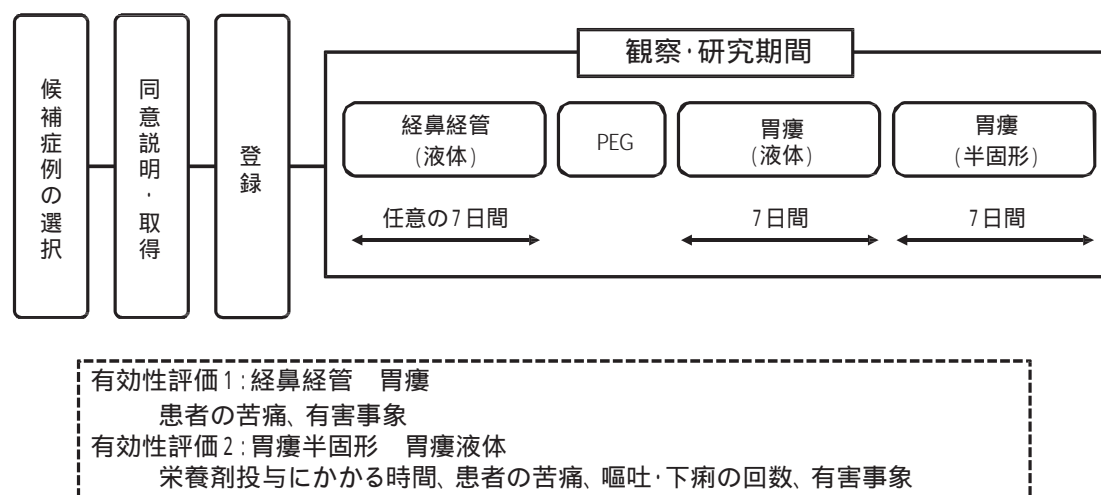 候補症例の選択
同意説明・取得
登録
観察・研究期間
経鼻経管
(液体)
PEG
胃瘻
(液体)
胃瘻
(半固形)
任意の7日間
7日間
7日間
有効性評価1:経鼻経管 胃瘻
患者の苦痛、有害事象
有効性評価2:胃瘻半固形 胃瘻液体
栄養剤投与にかかる時間、患者の苦痛、嘔吐・下痢の回数、有害事象